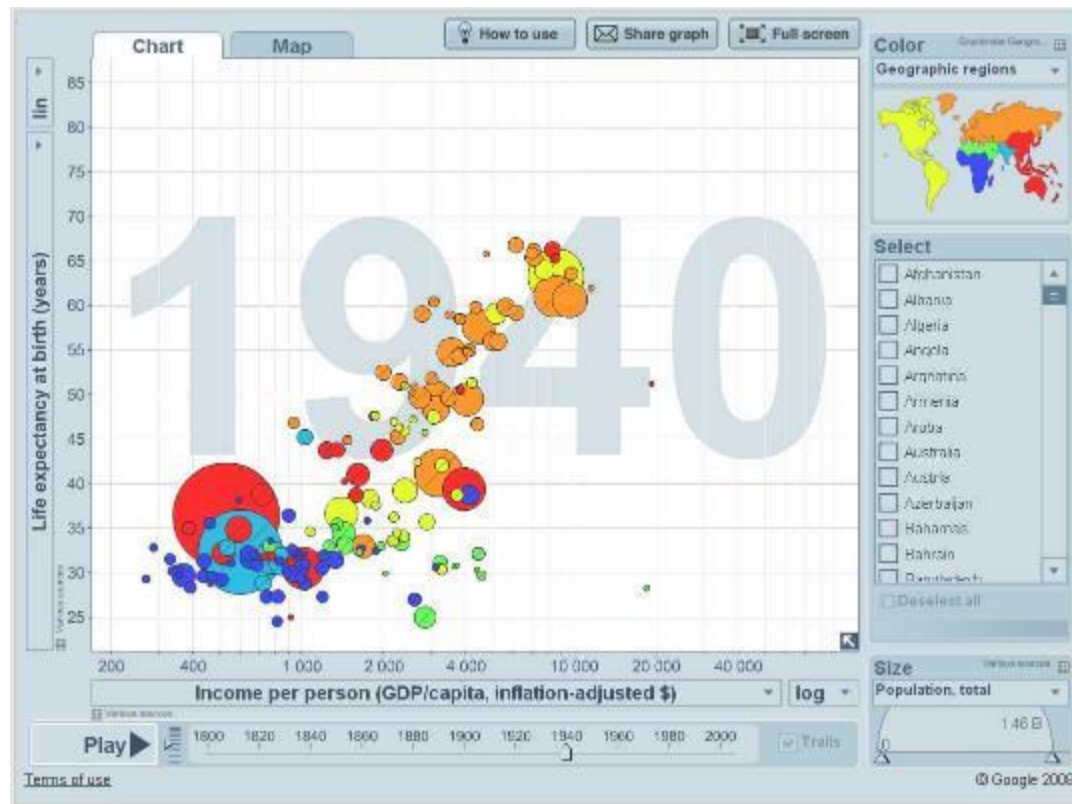 Chart
Map
How to use
Share graph
Full screen
Color
Geographic regions
lin
Life expectancy at birth (years)
85
80
75
70
65
60
55
50
45
40
35
30
25
1940
200
400
1 000
2 000
4 000
10 000
20 000
40 000
Income per person (GDP/capita, inflation-adjusted $)
log
Select
Afghanistan
Albania
Algeria
Angola
Argentina
Armenia
Aruba
Australia
Austria
Azerbaijan
Bahamas
Bahrain
Bangladesh
Deselect all
Size
Population, total
1.46 B
0
Play
1800
1820
1840
1860
1880
1900
1920
1940
1960
1980
2000
Trails
Terms of use